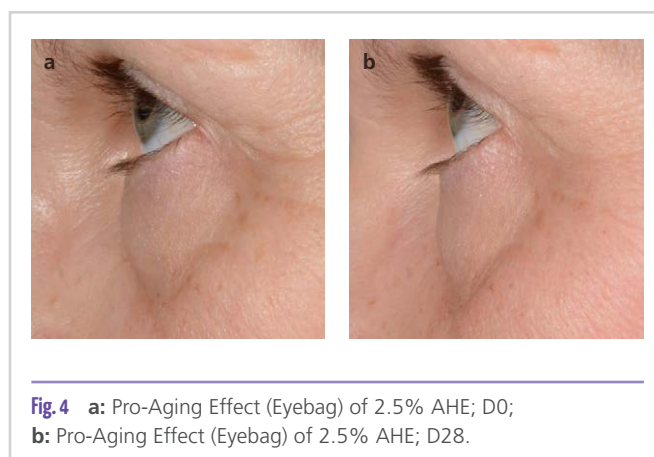 a
b
Fig. 4 a: Pro-Aging Effect (Eyebag) of 2.5% AHE; D0;
b: Pro-Aging Effect (Eyebag) of 2.5% AHE; D28.